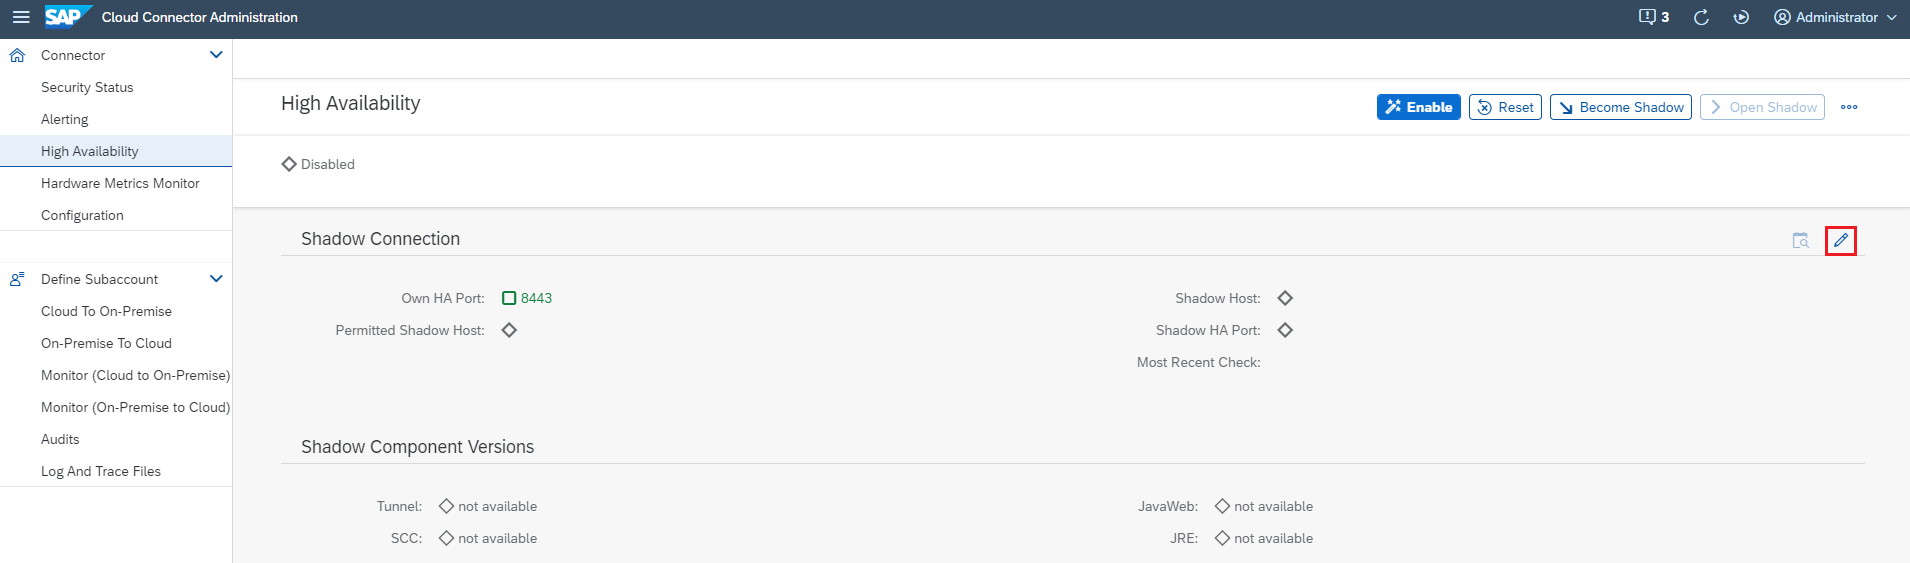 SAP Cloud Connector Administration 3 Administrator
Connector
Security Status
Alerting
High Availability
Hardware Metrics Monitor
Configuration
Define Subaccount
Cloud To On-Premise
On-Premise To Cloud
Monitor (Cloud to On-Premise)
Monitor (On-Premise to Cloud)
Audits
Log And Trace Files
High Availability
Enable Reset Become Shadow Open Shadow
Disabled
Shadow Connection
Own HA Port: 8443
Permitted Shadow Host:
Shadow Host:
Shadow HA Port:
Most Recent Check:
Shadow Component Versions
Tunnel: not available
SCC: not available
JavaWeb: not available
JRE: not available